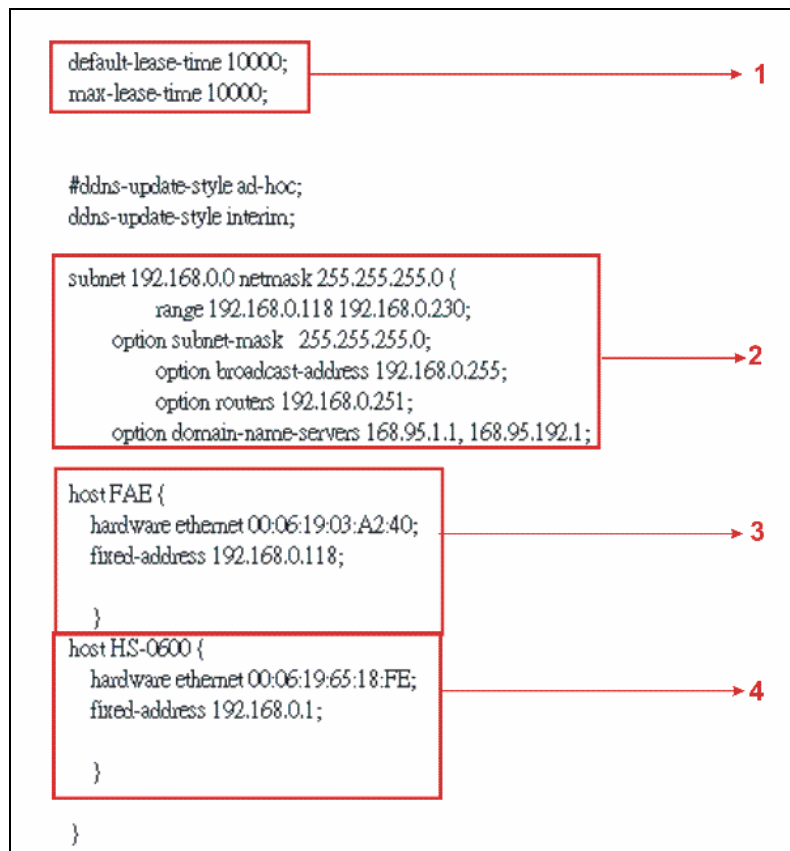 default-lease-time 10000;
max-lease-time 10000;
1
#ddns-update-style ad-hoc;
ddns-update-style interim;
subnet 192.168.0.0 netmask 255.255.255.0 {
range 192.168.0.118 192.168.0.230;
option subnet-mask 255.255.255.0;
option broadcast-address 192.168.0.255;
option routers 192.168.0.251;
option domain-name-servers 168.95.1.1, 168.95.192.1;
2
host FAE {
hardware ethernet 00:06:19:03:A2:40;
fixed-address 192.168.0.118;
}
3
host HS-0600 {
hardware ethernet 00:06:19:65:18:FE;
fixed-address 192.168.0.1;
}
4
}